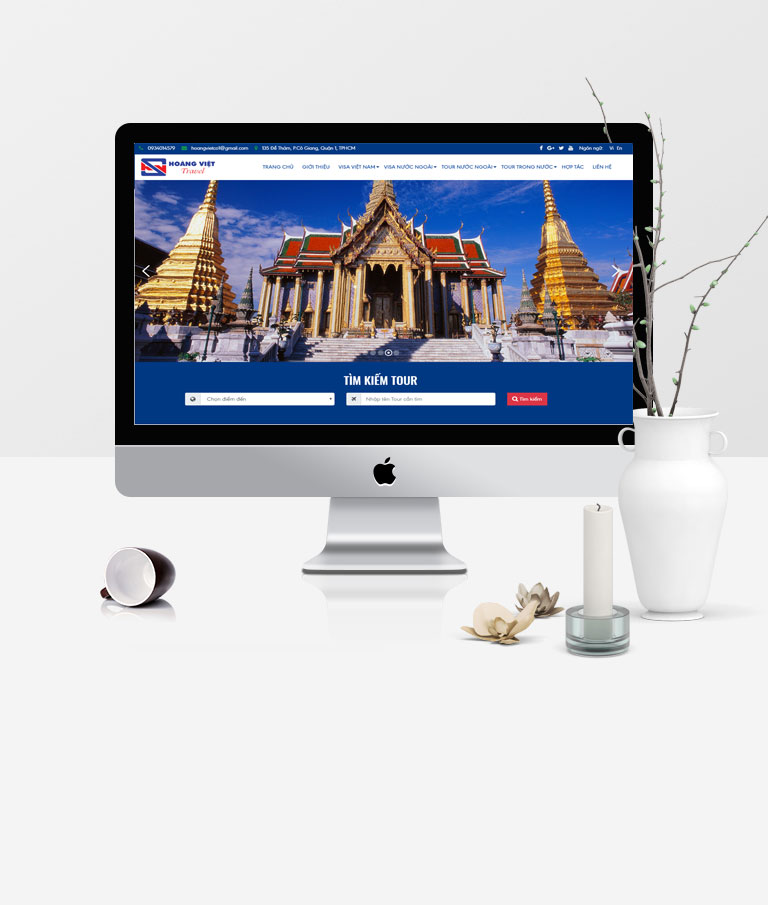 0934014579 hoangvietco1@gmail.com 135 Đề Thám, P.Cô Giang, Quận 1, TPHCM Ngôn ngữ: Vi En
HOÀNG VIỆT
Travel
TRANG CHỦ GIỚI THIỆU VISA VIỆT NAM VISA NƯỚC NGOÀI TOUR NƯỚC NGOÀI TOUR TRONG NƯỚC HỢP TÁC LIÊN HỆ
TÌM KIẾM TOUR
Chọn điểm đến Nhập tên Tour cần tìm Tìm kiếm